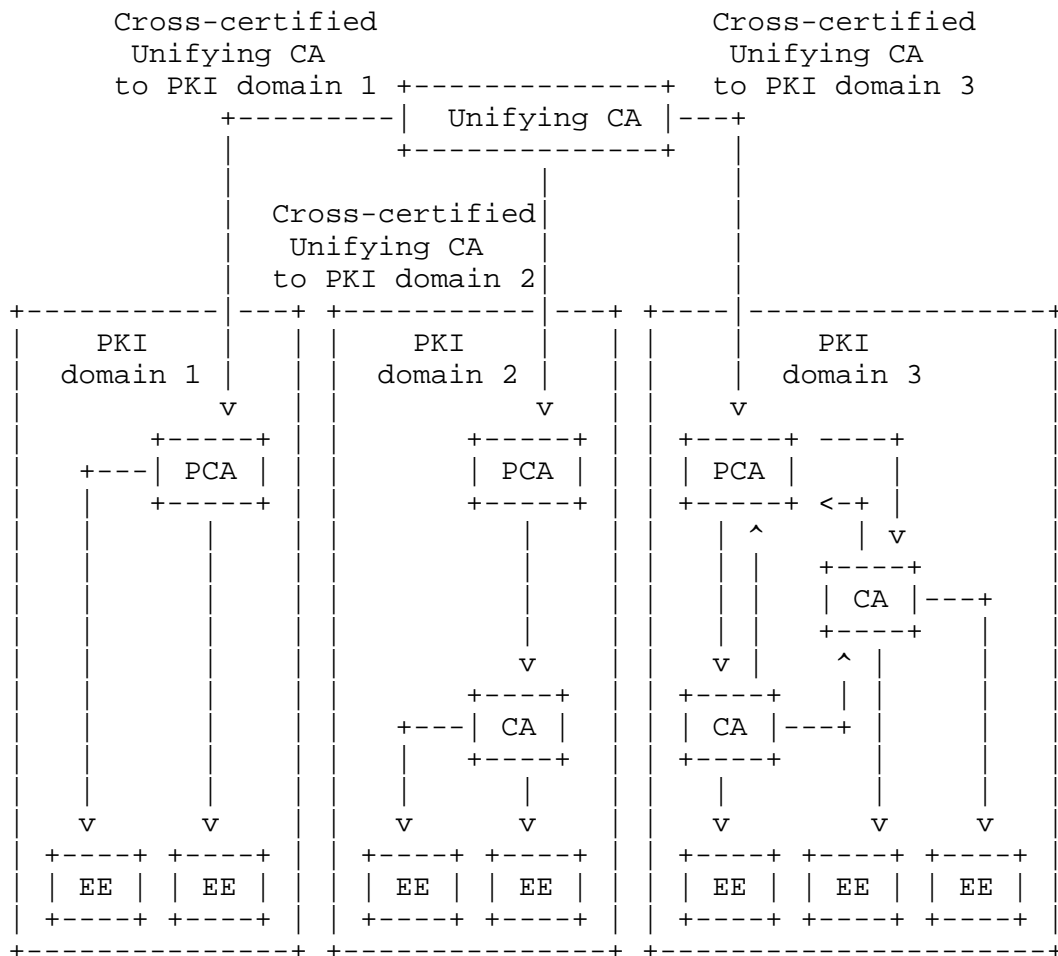 Cross-certified Cross-certified
Unifying CA Unifying CA
to PKI domain 1 to PKI domain 3
Unifying CA
Cross-certified
Unifying CA
to PKI domain 2
PKI PKI PKI
domain 1 domain 2 domain 3
PCA PCA PCA
CA
CA CA
EE EE EE EE EE EE EE